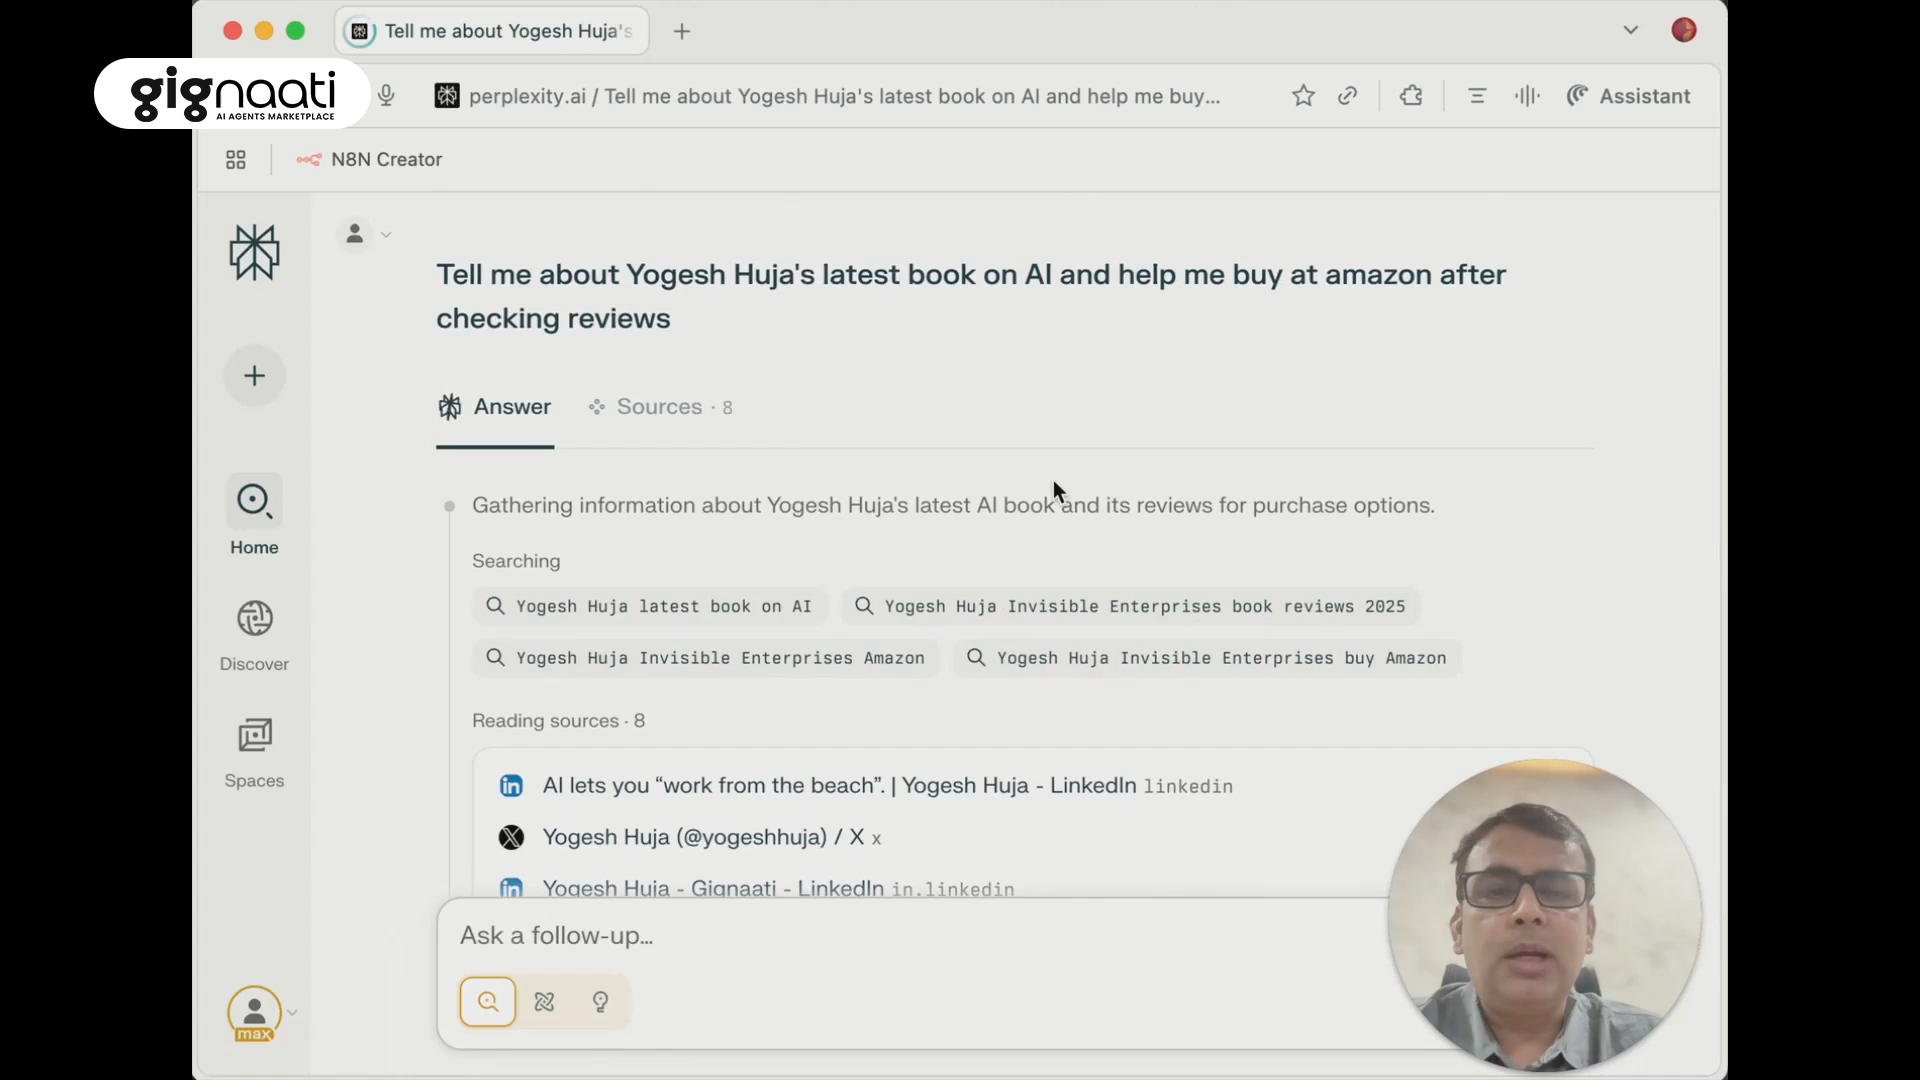 Tell me about Yogesh Huja's
gignaati
AI AGENTS MARKETPLACE
perplexity.ai / Tell me about Yogesh Huja's latest book on AI and help me buy...
Assistant
N8N Creator
Tell me about Yogesh Huja's latest book on AI and help me buy at amazon after
checking reviews
Answer
Sources · 8
Gathering information about Yogesh Huja's latest AI book and its reviews for purchase options.
Searching
Yogesh Huja latest book on AI
Yogesh Huja Invisible Enterprises book reviews 2025
Yogesh Huja Invisible Enterprises Amazon
Yogesh Huja Invisible Enterprises buy Amazon
Reading sources · 8
AI lets you “work from the beach”. | Yogesh Huja - LinkedIn linkedin
Yogesh Huja (@yogeshhuja) / X x
Yogesh Huja - Gignaati - LinkedIn in.linkedin
Home
Discover
Spaces
max
Ask a follow-up...